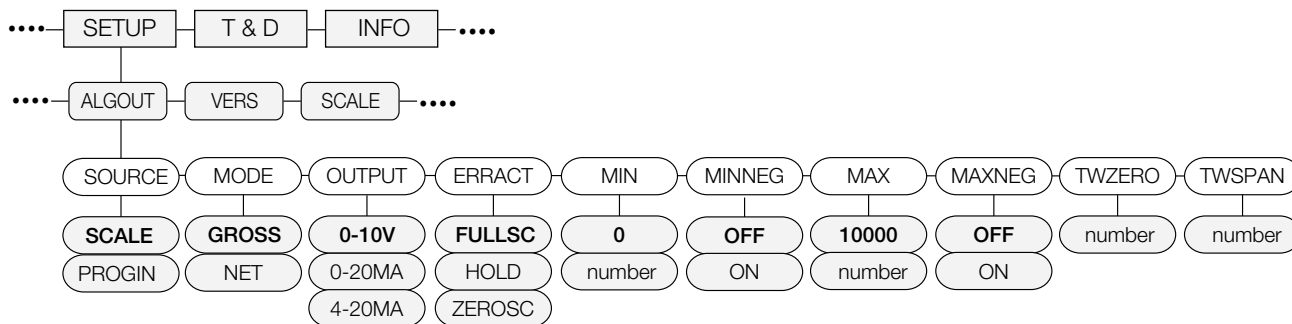 •••• SETUP T & D INFO ••••
•••• ALGOUT VERS SCALE ••••
SOURCE MODE OUTPUT ERRACT MIN MINNEG MAX MAXNEG TWZERO TWSPAN
SCALE GROSS 0-10V FULLSC 0 OFF 10000 OFF number number
PROGIN NET 0-20MA HOLD number ON number ON
4-20MA ZEROSC